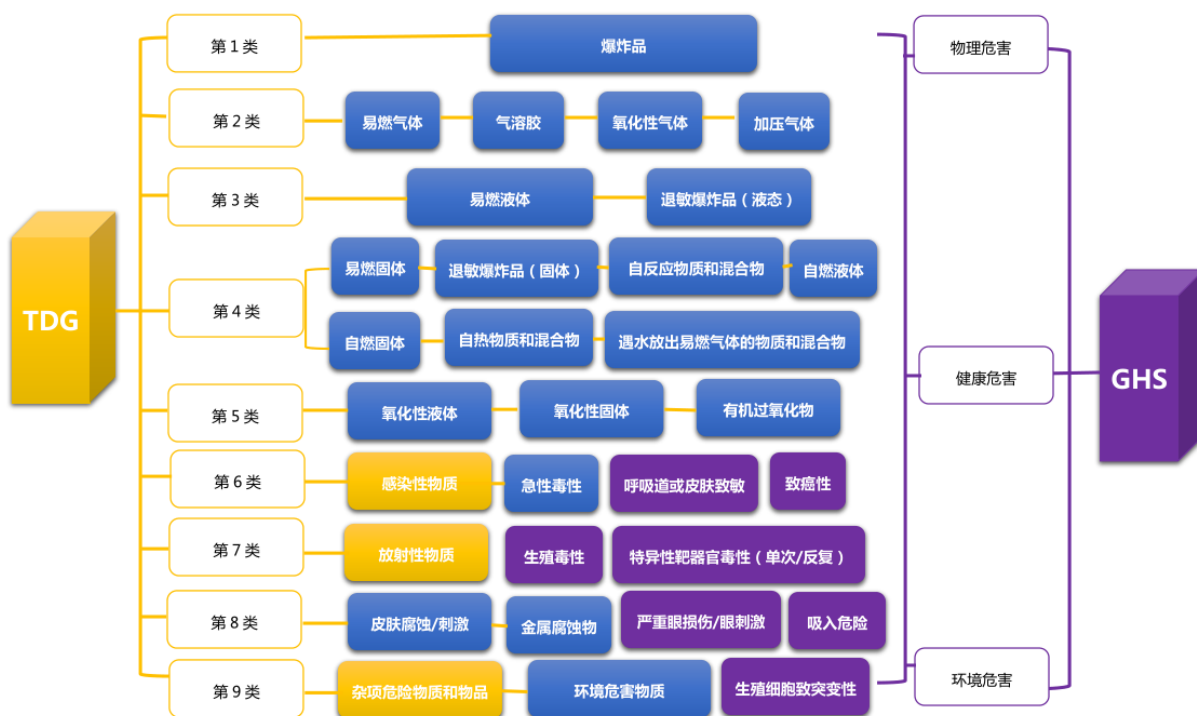 第1类
爆炸品
物理危害
第2类
易燃气体
气溶胶
氧化性气体
加压气体
第3类
易燃液体
退敏爆炸品（液态）
TDG
第4类
易燃固体
退敏爆炸品（固体）
自反应物质和混合物
自燃液体
自燃固体
自热物质和混合物
遇水放出易燃气体的物质和混合物
健康危害
GHS
第5类
氧化性液体
氧化性固体
有机过氧化物
第6类
感染性物质
急性毒性
呼吸道或皮肤致敏
致癌性
第7类
放射性物质
生殖毒性
特异性靶器官毒性（单次/反复）
第8类
皮肤腐蚀/刺激
金属腐蚀物
严重眼损伤/眼刺激
吸入危险
第9类
杂项危险物质和物品
环境危害物质
生殖细胞致突变性
环境危害